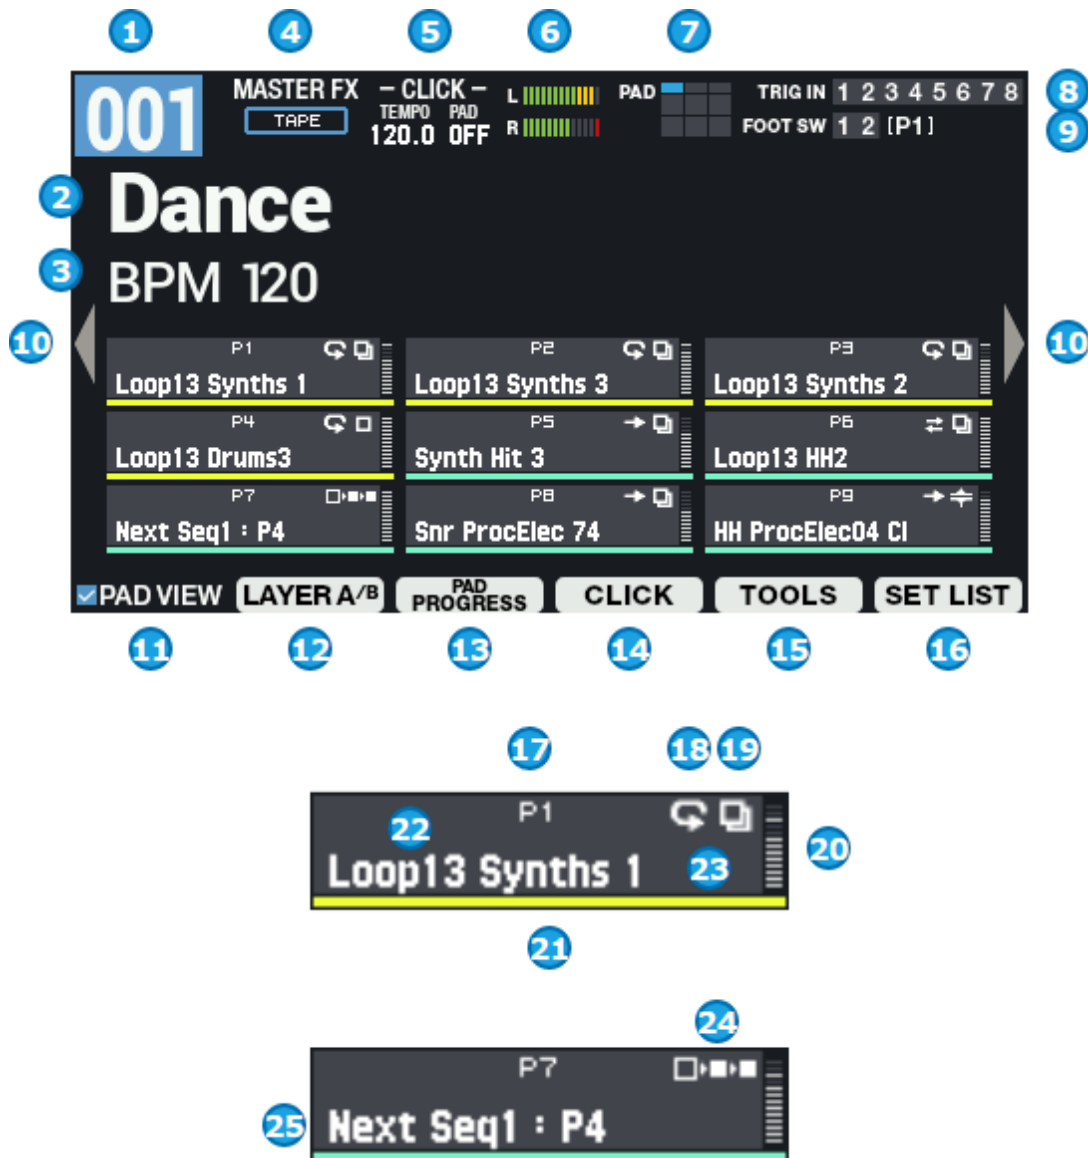 1 4 5 6 7
001 MASTER FX – CLICK – L PAD TRIG IN 1 2 3 4 5 6 7 8 8
TAPE TEMPO PAD R FOOT SW 1 2 [P1] 9
120.0 OFF
2 Dance
3 BPM 120
10 10
P1 P2 P3
Loop13 Synths 1 Loop13 Synths 3 Loop13 Synths 2
P4 P5 P6
Loop13 Drums3 Synth Hit 3 Loop13 HH2
P7 P8 P9
Next Seq1 : P4 Snr ProcElec 74 HH ProcElec04 Cl
PAD VIEW LAYER A/B PAD PROGRESS CLICK TOOLS SET LIST
11 12 13 14 15 16
17 18 19
P1
22
Loop13 Synths 1 23 20
21
24
P7
25 Next Seq1 : P4